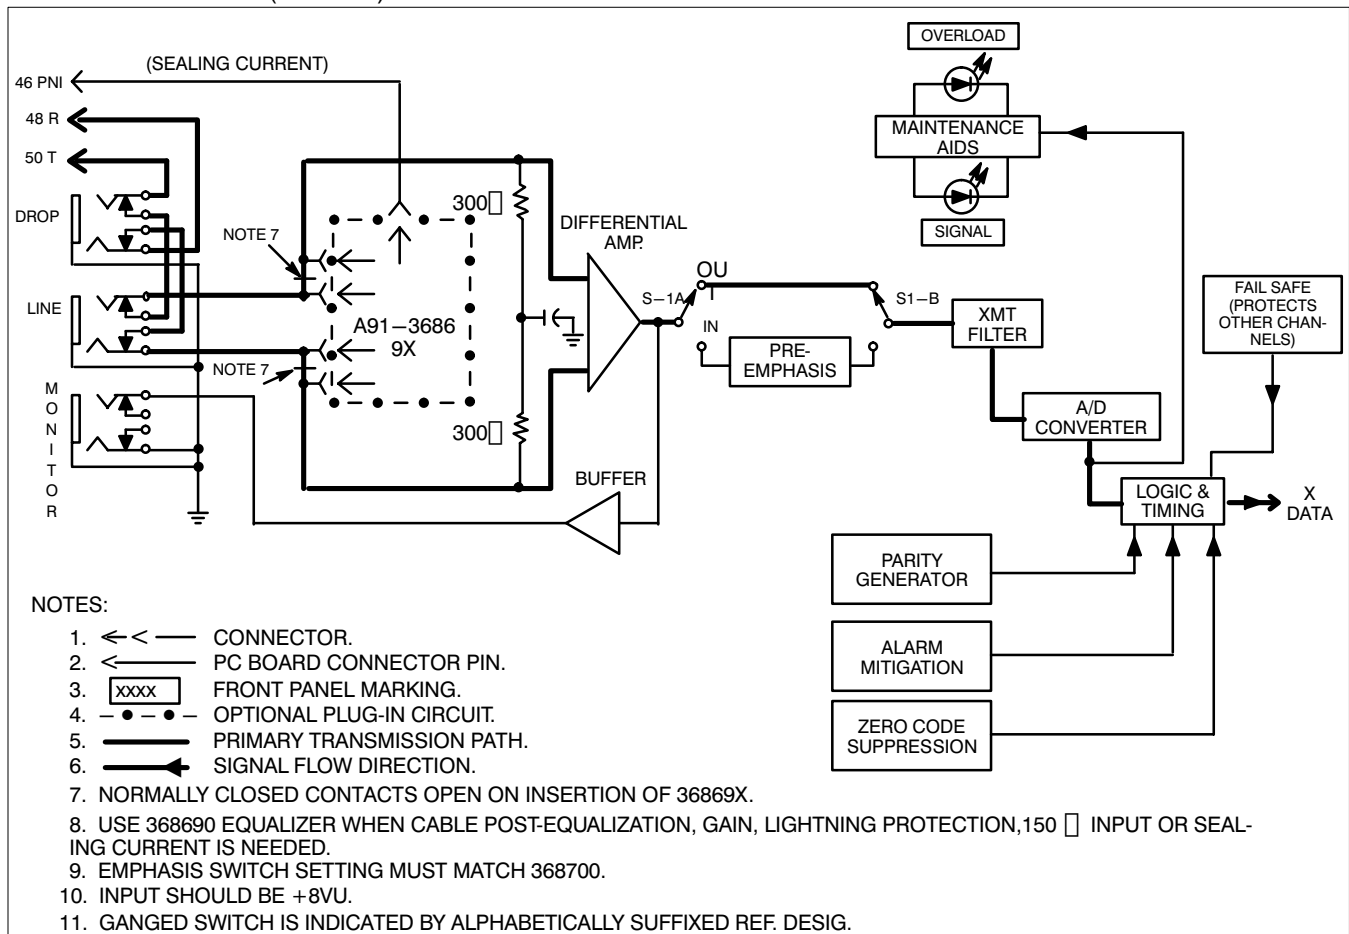 (SEALING CURRENT)
46 PNI
48 R
50 T
DROP
LINE
MONITOR
NOTE 7
NOTE 7
A91–3686
9X
300▯
300▯
DIFFERENTIAL
AMP.
BUFFER
S–1A
OU
T
IN
PRE-
EMPHASIS
S1–B
XMT
FILTER
OVERLOAD
MAINTENANCE
AIDS
SIGNAL
FAIL SAFE
(PROTECTS
OTHER CHAN-
NELS)
A/D
CONVERTER
LOGIC &
TIMING
X
DATA
PARITY
GENERATOR
ALARM
MITIGATION
ZERO CODE
SUPPRESSION
NOTES:
1. CONNECTOR.
2. PC BOARD CONNECTOR PIN.
3. xxxx FRONT PANEL MARKING.
4. OPTIONAL PLUG-IN CIRCUIT.
5. PRIMARY TRANSMISSION PATH.
6. SIGNAL FLOW DIRECTION.
7. NORMALLY CLOSED CONTACTS OPEN ON INSERTION OF 36869X.
8. USE 368690 EQUALIZER WHEN CABLE POST-EQUALIZATION, GAIN, LIGHTNING PROTECTION,150 ▯ INPUT OR SEAL-
ING CURRENT IS NEEDED.
9. EMPHASIS SWITCH SETTING MUST MATCH 368700.
10. INPUT SHOULD BE +8VU.
11. GANGED SWITCH IS INDICATED BY ALPHABETICALLY SUFFIXED REF. DESIG.